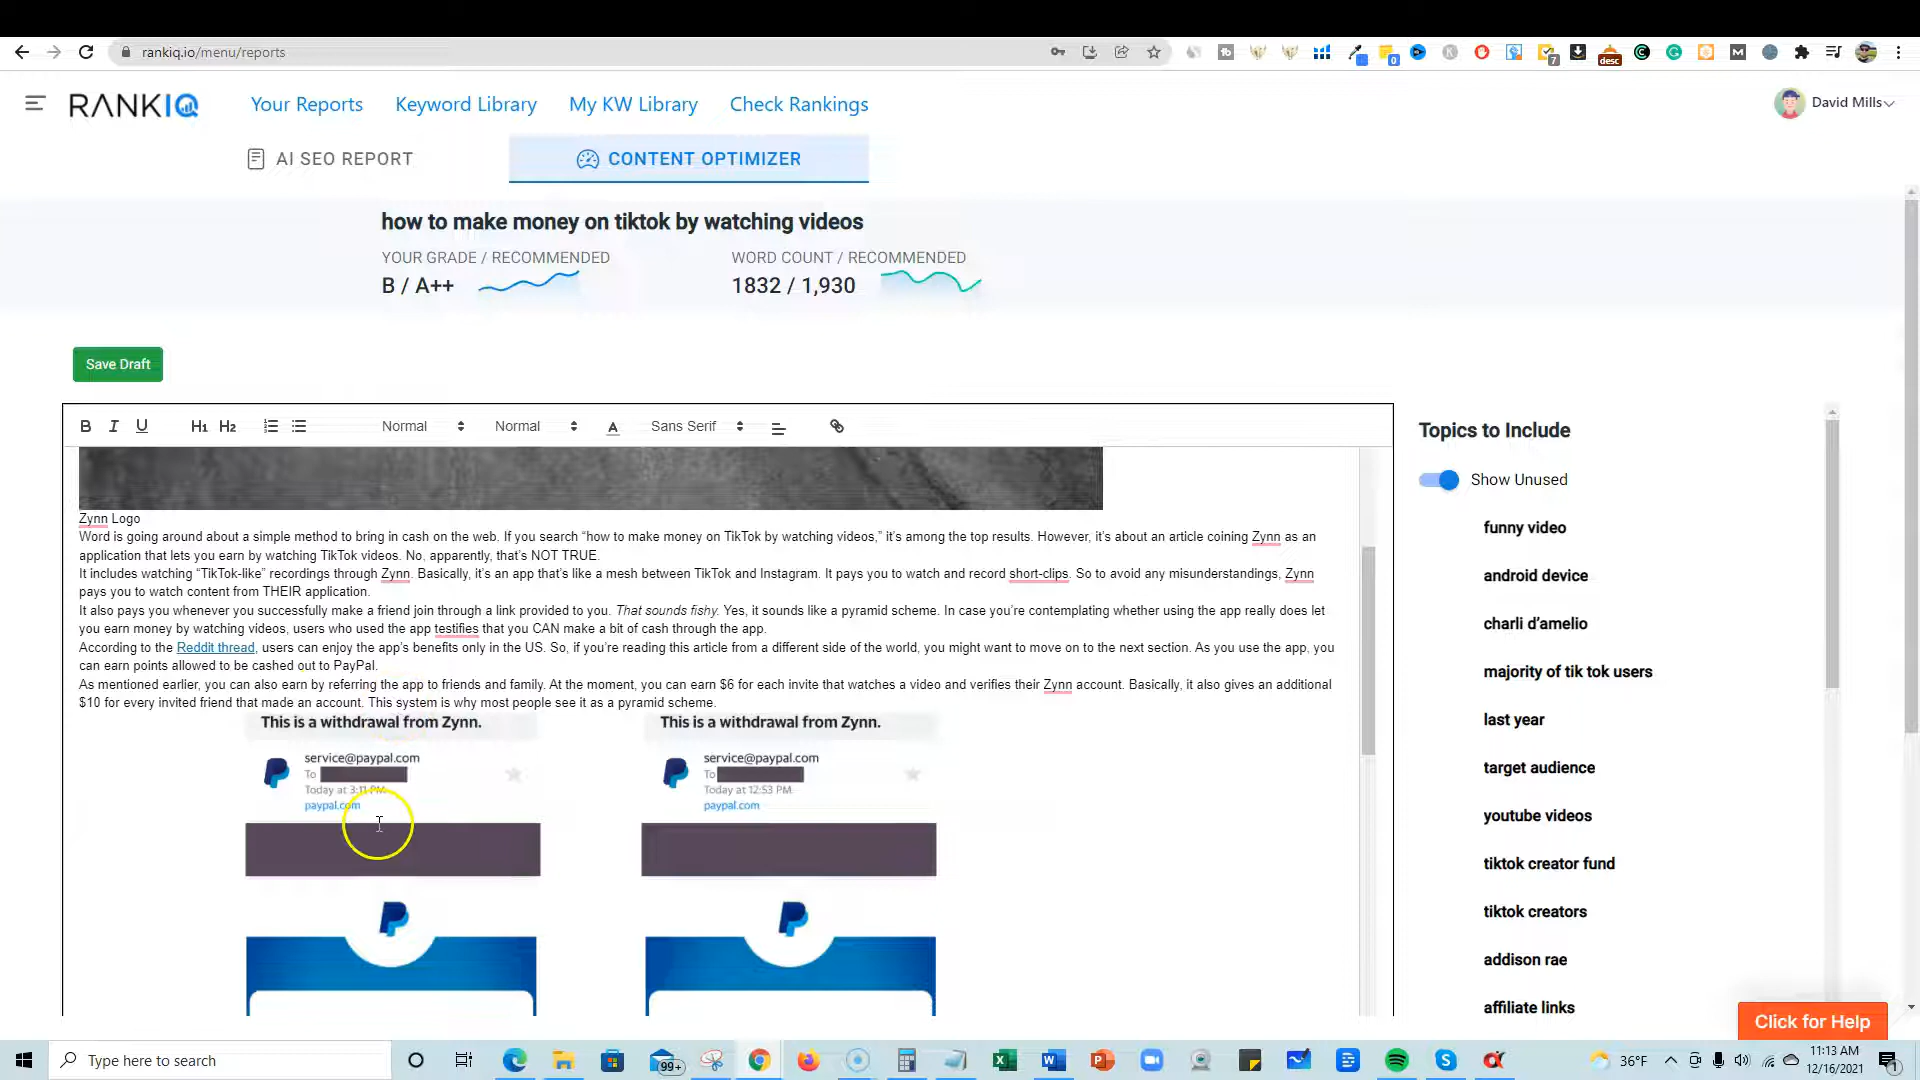 rankiq.io/menu/reports
0
7
desc
RANKIQ
Your Reports
Keyword Library
My KW Library
Check Rankings
David Mills
AI SEO REPORT
CONTENT OPTIMIZER
how to make money on tiktok by watching videos
YOUR GRADE / RECOMMENDED
WORD COUNT / RECOMMENDED
B / A++
1832 / 1,930
Save Draft
B I U H1 H2 Normal Normal A Sans Serif
Zynn Logo
Word is going around about a simple method to bring in cash on the web. If you search “how to make money on TikTok by watching videos,” it’s among the top results. However, it’s about an article coining Zynn as an
application that lets you earn by watching TikTok videos. No, apparently, that’s NOT TRUE.
It includes watching “TikTok-like” recordings through Zynn. Basically, it’s an app that’s like a mesh between TikTok and Instagram. It pays you to watch and record short-clips. So to avoid any misunderstandings, Zynn
pays you to watch content from THEIR application.
It also pays you whenever you successfully make a friend join through a link provided to you. That sounds fishy. Yes, it sounds like a pyramid scheme. In case you’re contemplating whether using the app really does let
you earn money by watching videos, users who used the app testifies that you CAN make a bit of cash through the app.
According to the Reddit thread, users can enjoy the app’s benefits only in the US. So, if you’re reading this article from a different side of the world, you might want to move on to the next section. As you use the app, you
can earn points allowed to be cashed out to PayPal.
As mentioned earlier, you can also earn by referring the app to friends and family. At the moment, you can earn $6 for each invite that watches a video and verifies their Zynn account. Basically, it also gives an additional
$10 for every invited friend that made an account. This system is why most people see it as a pyramid scheme.
This is a withdrawal from Zynn.
service@paypal.com
To
Today at 3:11 PM
paypal.com
This is a withdrawal from Zynn.
service@paypal.com
To
Today at 12:53 PM
paypal.com
Topics to Include
Show Unused
funny video
android device
charli d’amelio
majority of tik tok users
last year
target audience
youtube videos
tiktok creator fund
tiktok creators
addison rae
affiliate links
Click for Help
Type here to search
99+
36°F
11:13 AM
12/16/2021
1